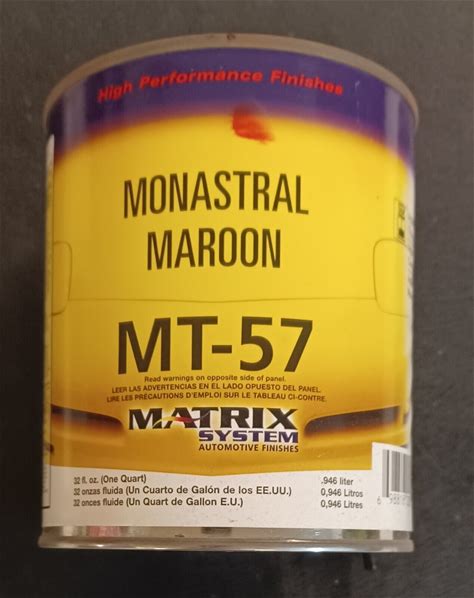 High Performance Finishes
MONASTRAL
MAROON
MT-57
Read warnings on opposite side of panel.
LEER LAS ADVERTENCIAS EN EL LADO OPUESTO DEL PANEL.
LIRE LES PRÉCAUTIONS D'EMPLOI SUR LE TABLEAU CI-CONTRE.
MATRIX
SYSTEM
AUTOMOTIVE FINISHES
32 fl. oz. (One Quart) .946 liter
32 onzas fluida (Un Cuarto de Galón de los EE.UU.) 0,946 Litros
32 onces fluide (Un Quart de Gallon E.U.) 0,946 Litres